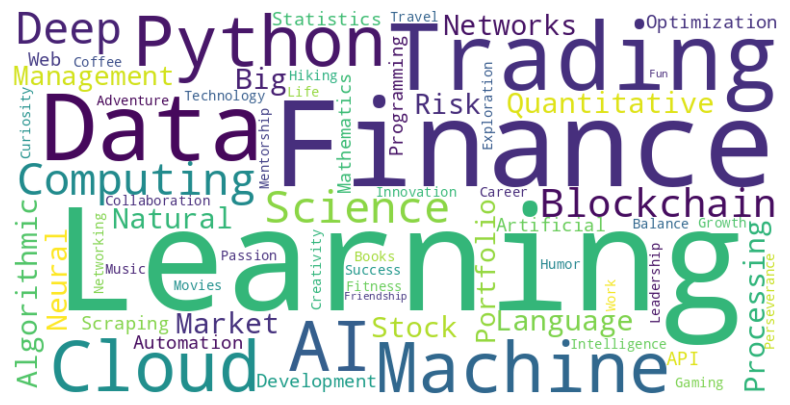 Deep
Python
Statistics
Travel
Networks
Optimization
Trading
Web
Coffee
Management
Big
Hiking
Life
Programming
Risk
Exploration
Fun
Quantitative
Curiosity
Adventure
Technology
Data
Mentorship
Mathematics
Finance
Computing
Collaboration
Innovation
Career
Blockchain
Science
Natural
Algorithmic
Neural
Networking
Learning
Portfolio
Artificial
Balance
Growth
Processing
Music
Passion
Movies
Creativity
Books
Success
Fitness
Friendship
Humor
Work
Leadership
Perseverance
Scraping
Market
Automation
Stock
Language
Cloud
AI
Development
Machine
Intelligence
API
Gaming